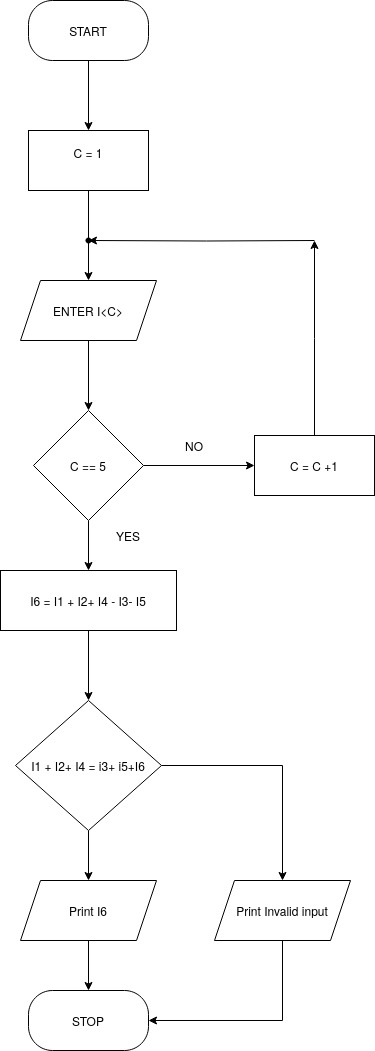 START
C = 1
ENTER I<C>
C == 5
NO
C = C +1
YES
I6 = I1 + I2+ I4 - I3- I5
I1 + I2+ I4 = i3+ i5+I6
Print I6
Print Invalid input
STOP